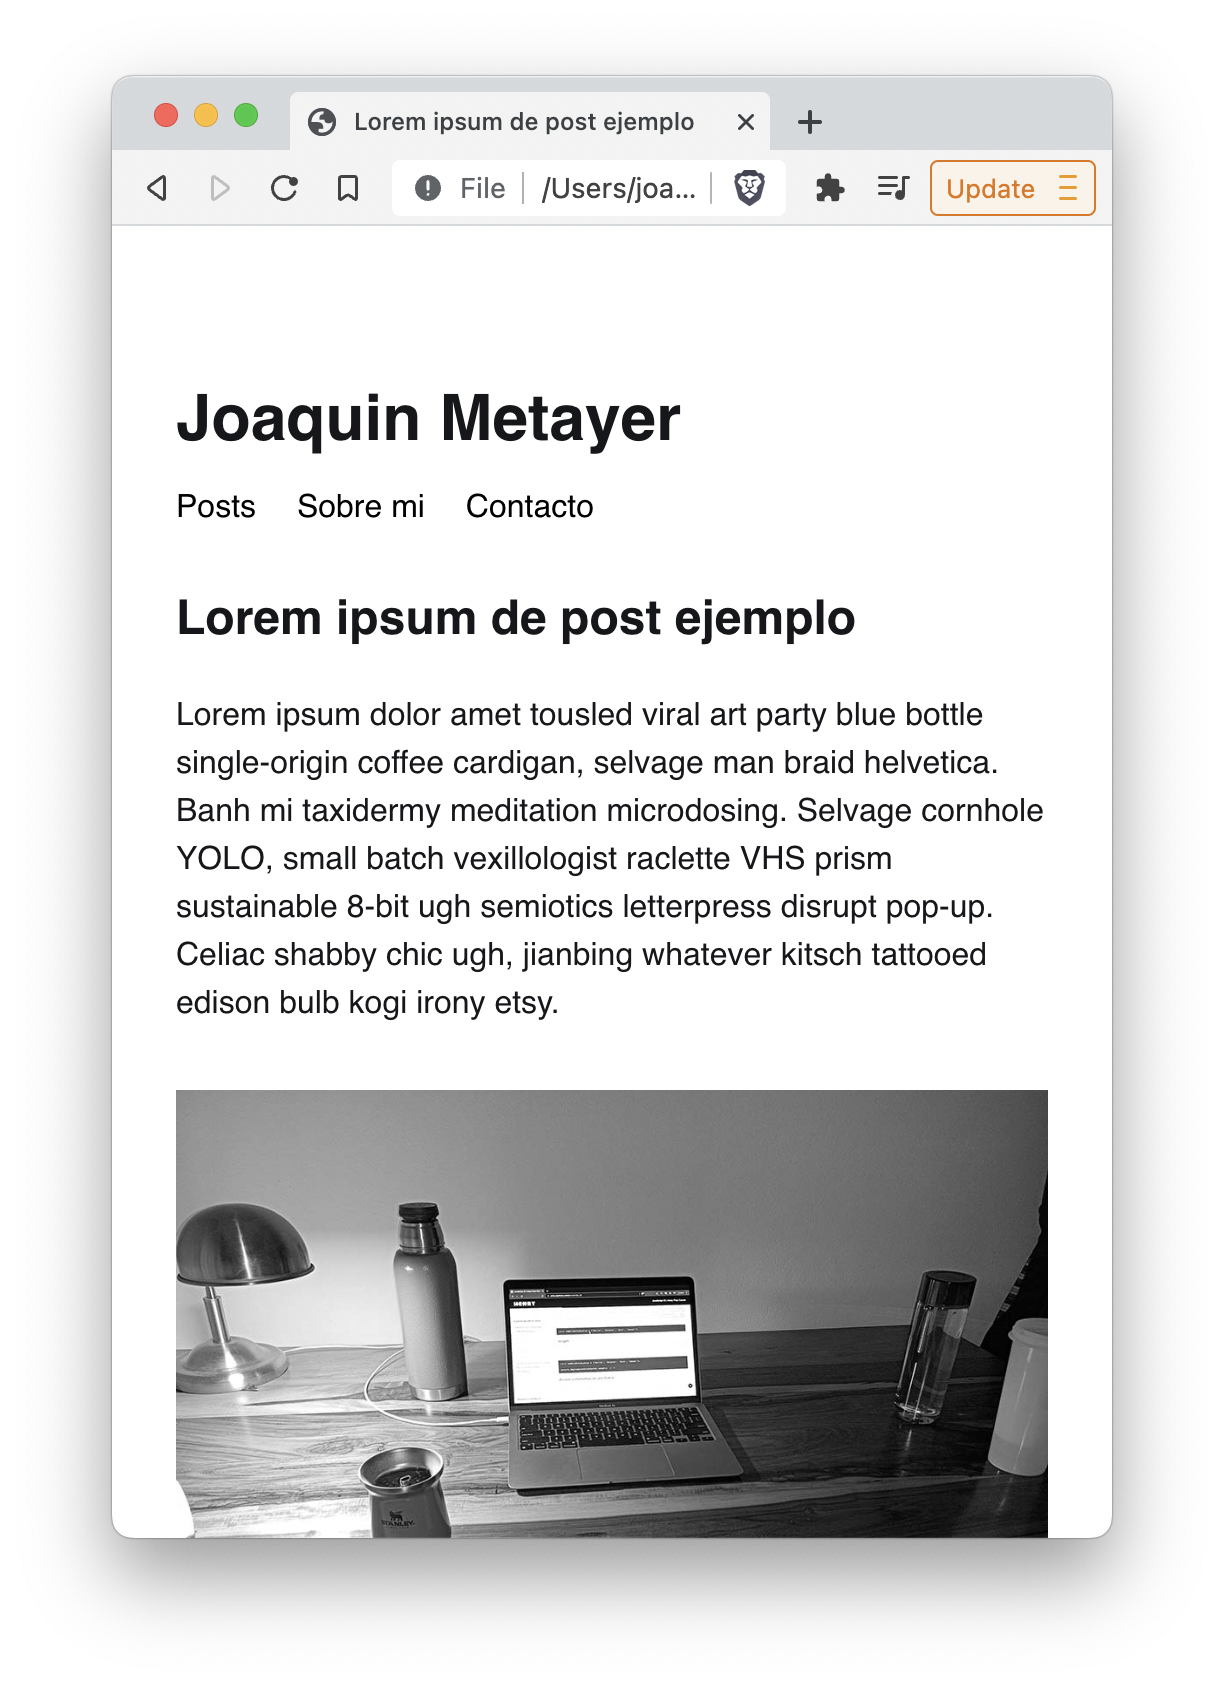 Lorem ipsum de post ejemplo
File
/Users/joa...
Update
Joaquin Metayer
Posts Sobre mi Contacto
Lorem ipsum de post ejemplo
Lorem ipsum dolor amet tousled viral art party blue bottle
single-origin coffee cardigan, selvage man braid helvetica.
Banh mi taxidermy meditation microdosing. Selvage cornhole
YOLO, small batch vexillologist raclette VHS prism
sustainable 8-bit ugh semiotics letterpress disrupt pop-up.
Celiac shabby chic ugh, jianbing whatever kitsch tattooed
edison bulb kogi irony etsy.
HENRY
STANLEY